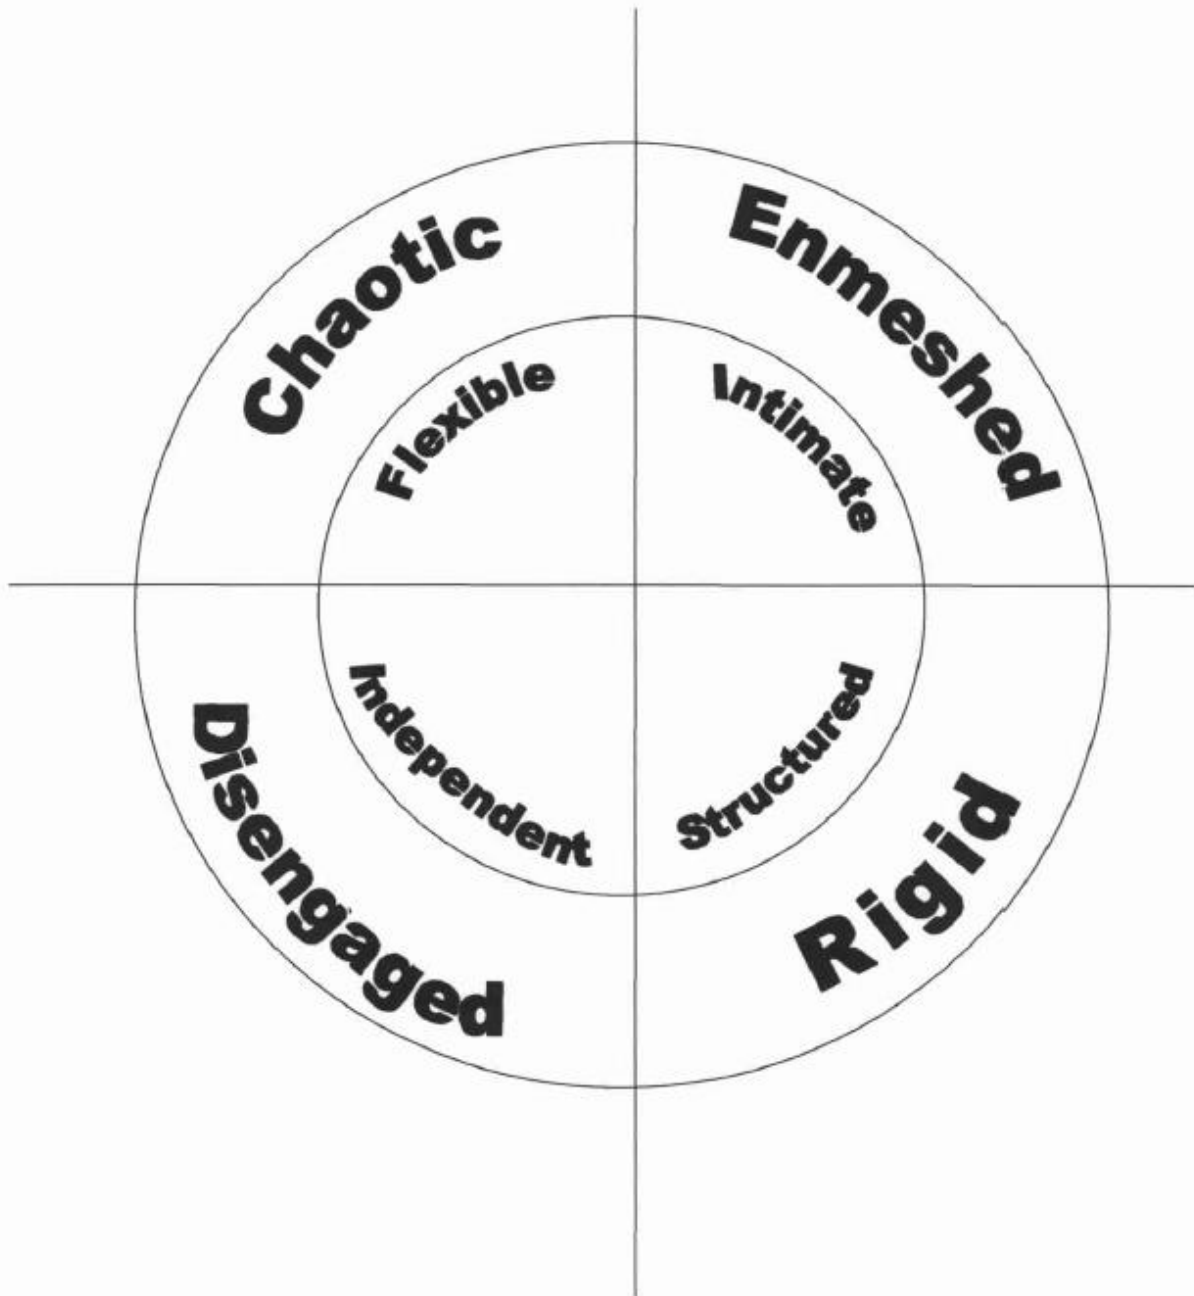 Chaotic
Enmeshed
Flexible
Intimate
Independent
Structured
Disengaged
Rigid